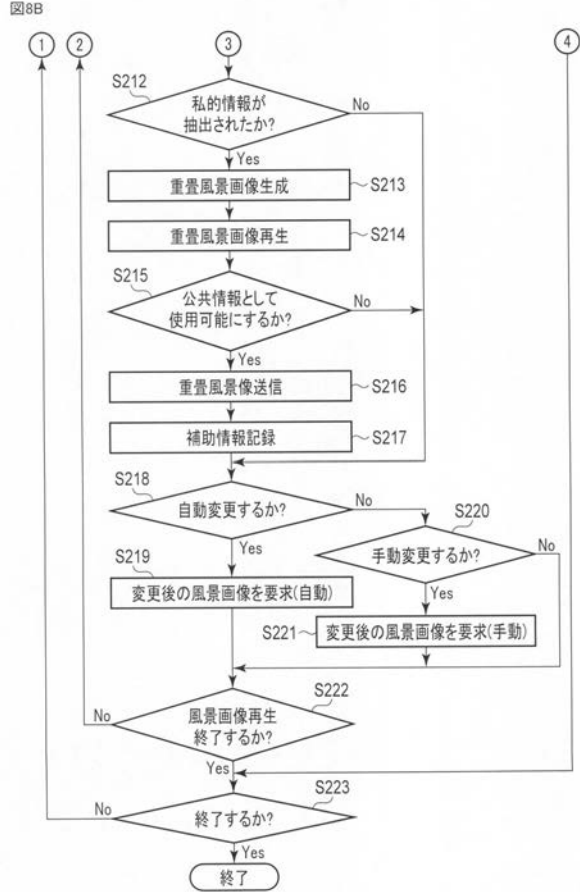 図8B
① ② ③ ④
S212
私的情報が
抽出されたか?
No
Yes
重畳風景画像生成
S213
重畳風景画像再生
S214
S215
公共情報として
使用可能にするか?
No
Yes
重畳風景像送信
S216
補助情報記録
S217
S218
自動変更するか?
No
Yes
S220
手動変更するか?
No
Yes
S219
変更後の風景画像を要求(自動)
S221
変更後の風景画像を要求(手動)
S222
風景画像再生
終了するか?
No
Yes
S223
終了するか?
No
Yes
終了